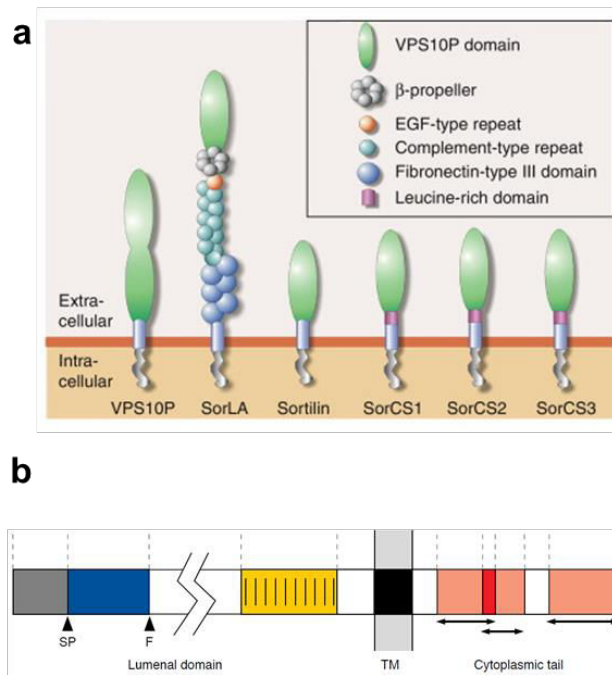 a
VPS10P domain
β-propeller
EGF-type repeat
Complement-type repeat
Fibronectin-type III domain
Leucine-rich domain
Extra-
cellular
Intra-
cellular
VPS10P SorLA Sortilin SorCS1 SorCS2 SorCS3
b
SP F
Lumenal domain TM Cytoplasmic tail